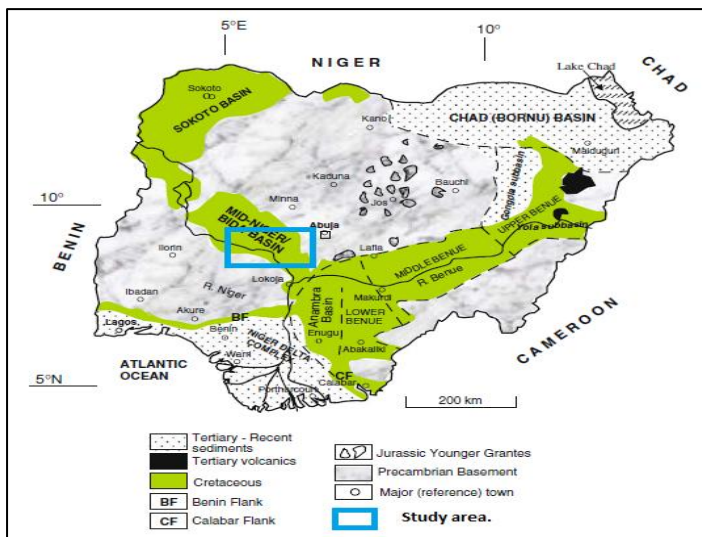 5°E
10°
NIGER
Lake Chad
CHAD
Sokoto
SOKOTO BASIN
Kano
CHAD (BORNU) BASIN
Maiduguri
Kaduna
Bauchi
Gongola subbasin
Minna
Jos
10°
MID-NIGER/
BIDA BASIN
Abuja
UPPER BENUE
Yola subbasin
BENIN
Ilorin
Lafia
MIDDLE BENUE
Lokoja
R. Benue
Ibadan
R. Niger
Makurdi
CAMEROON
Akure
Anambra
Basin
LOWER
BENUE
Lagos
BF
Benin
Enugu
Abakaliki
ATLANTIC
OCEAN
Warri
NIGER DELTA
COMPLEX
CF
Calabar
5°N
Portharcourt
200 km
Tertiary - Recent
sediments
Tertiary volcanics
Cretaceous
BF Benin Flank
CF Calabar Flank
Jurassic Younger Grantes
Precambrian Basement
Major (reference) town
Study area.